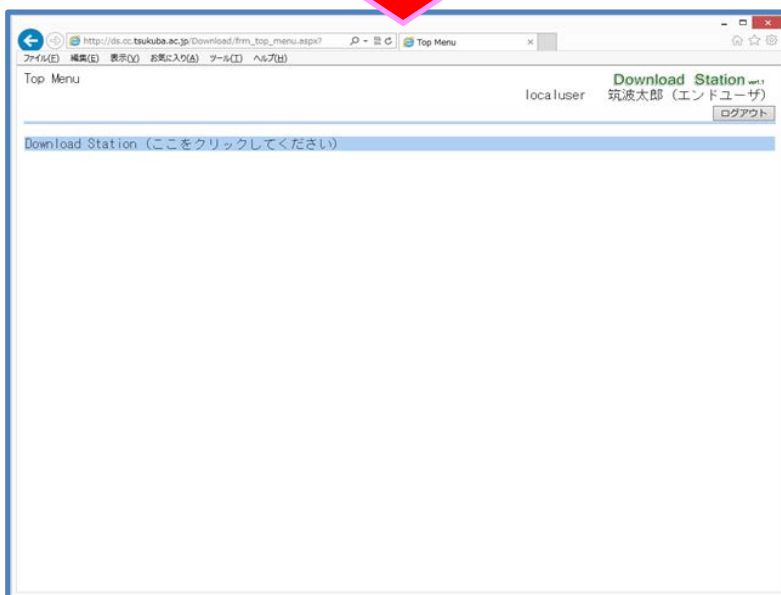 http://ds.cc.tsukuba.ac.jp/Download/frm_top_menu.aspx?
Top Menu
ファイル(F) 編集(E) 表示(V) お気に入り(A) ツール(T) ヘルプ(H)
Top Menu
Download Station ver1.1
localuser 筑波太郎（エンドユーザ）
ログアウト
Download Station（ここをクリックしてください）